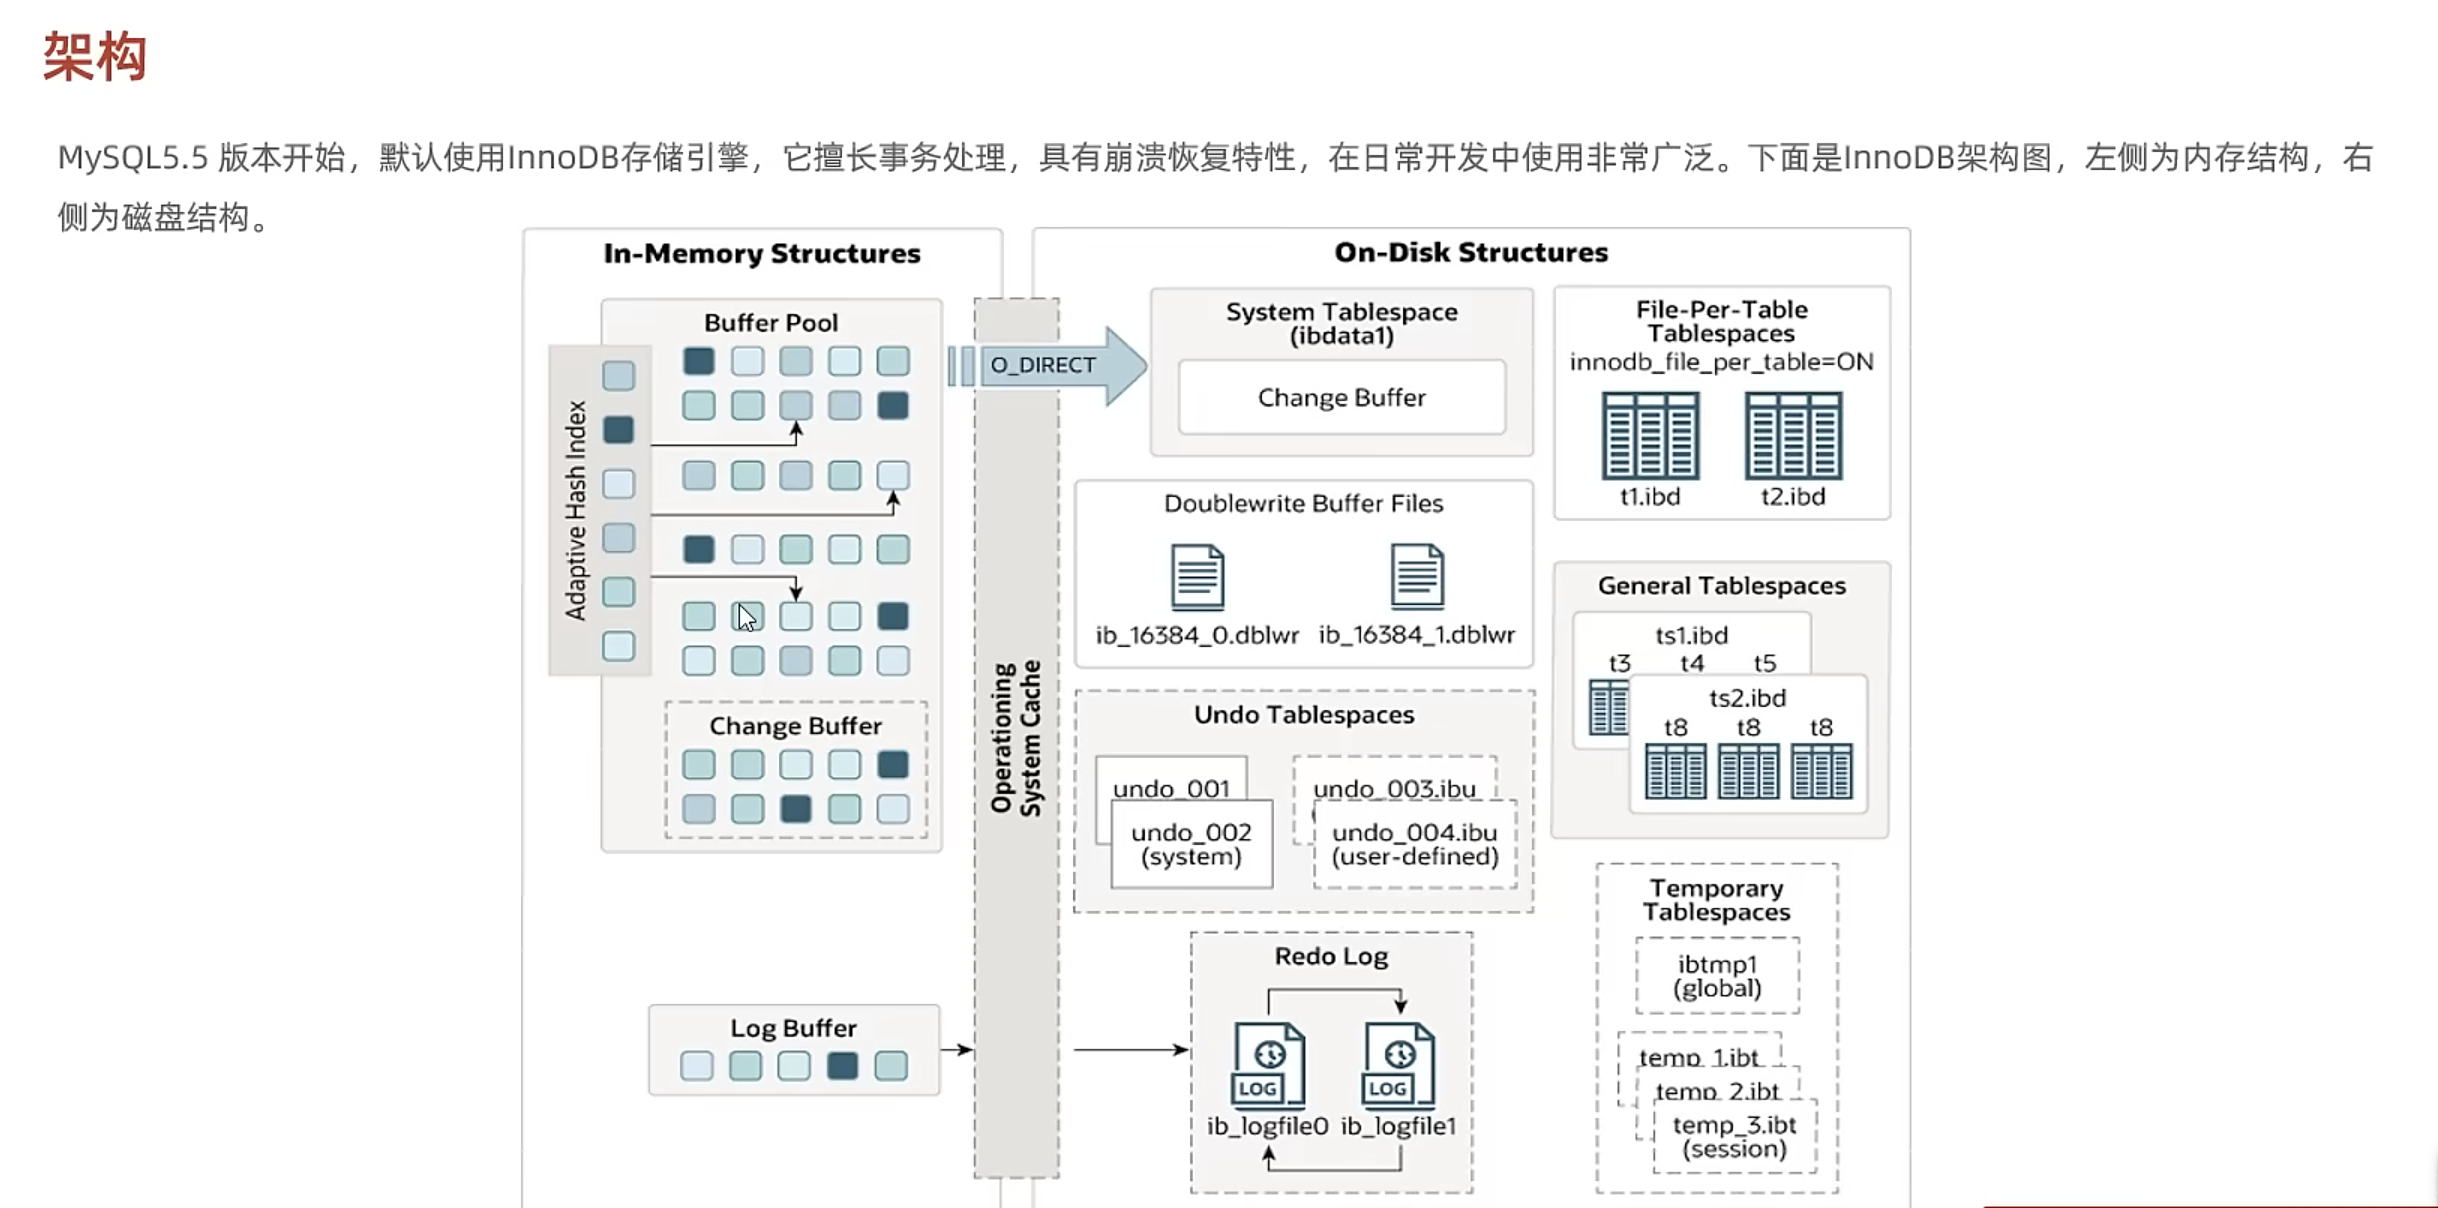 架构
MySQL5.5 版本开始，默认使用InnoDB存储引擎，它擅长事务处理，具有崩溃恢复特性，在日常开发中使用非常广泛。下面是InnoDB架构图，左侧为内存结构，右
侧为磁盘结构。
In-Memory Structures
Buffer Pool
Adaptive Hash Index
Change Buffer
Log Buffer
Operationing
System Cache
O_DIRECT
On-Disk Structures
System Tablespace
(ibdata1)
Change Buffer
Doublewrite Buffer Files
ib_16384_0.dblwr ib_16384_1.dblwr
Undo Tablespaces
undo_001
undo_002
(system)
undo_003.ibu
undo_004.ibu
(user-defined)
Redo Log
LOG LOG
ib_logfile0 ib_logfile1
File-Per-Table
Tablespaces
innodb_file_per_table=ON
t1.ibd t2.ibd
General Tablespaces
ts1.ibd
t3 t4 t5
ts2.ibd
t8 t8 t8
Temporary
Tablespaces
ibtmp1
(global)
temp_1.ibt
temp_2.ibt
temp_3.ibt
(session)